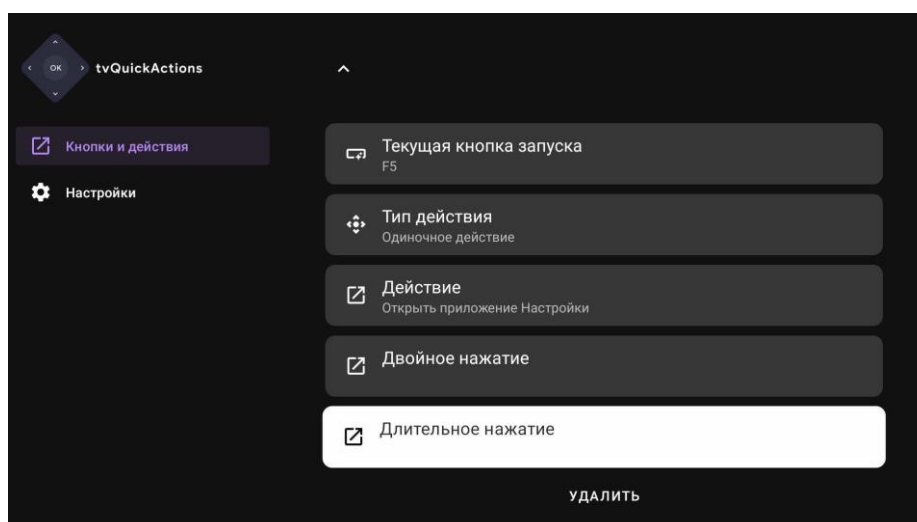 OK
tvQuickActions
Кнопки и действия
Настройки
Текущая кнопка запуска
F5
Тип действия
Одиночное действие
Действие
Открыть приложение Настройки
Двойное нажатие
Длительное нажатие
УДАЛИТЬ